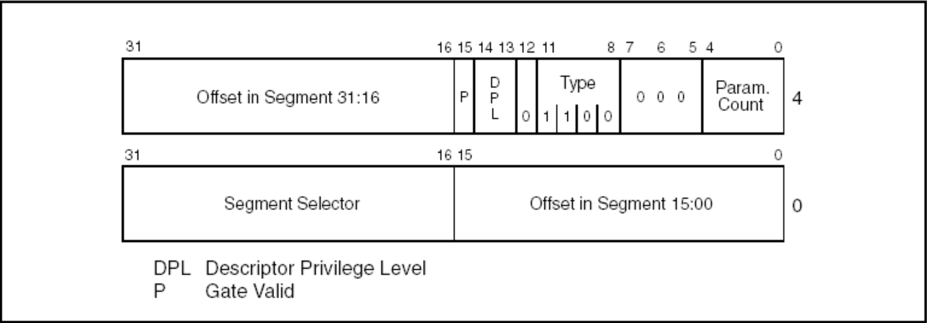 31 16 15 14 13 12 11 8 7 6 5 4 0
Offset in Segment 31:16 P D P L 0 Type 1 1 0 0 0 0 0 Param. Count 4
31 16 15 0
Segment Selector Offset in Segment 15:00 0
DPL Descriptor Privilege Level
P Gate Valid